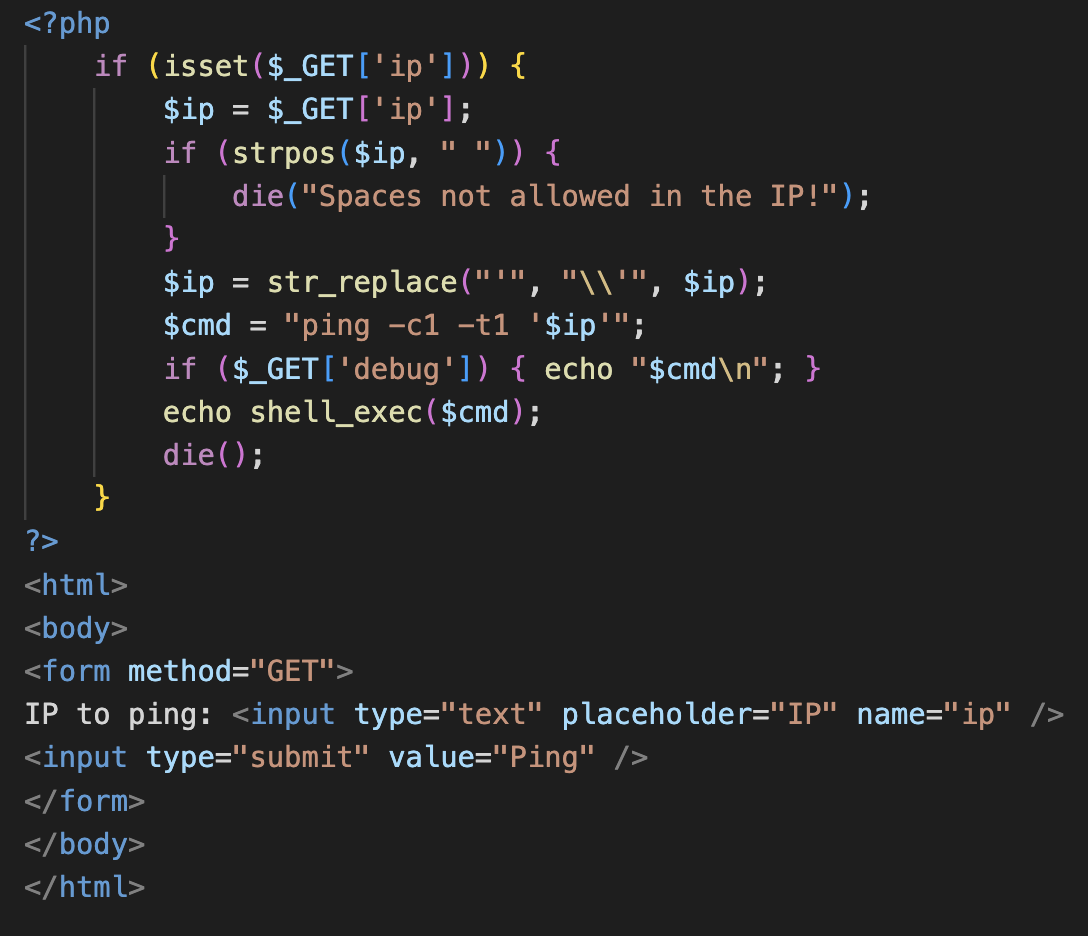 <?php
    if (isset($_GET['ip'])) {
        $ip = $_GET['ip'];
        if (strpos($ip, " ")) {
            die("Spaces not allowed in the IP!");
        }
        $ip = str_replace("'", "\\'", $ip);
        $cmd = "ping -c1 -t1 '$ip'";
        if ($_GET['debug']) { echo "$cmd\n"; }
        echo shell_exec($cmd);
        die();
    }
?>
<html>
<body>
<form method="GET">
IP to ping: <input type="text" placeholder="IP" name="ip" />
<input type="submit" value="Ping" />
</form>
</body>
</html>